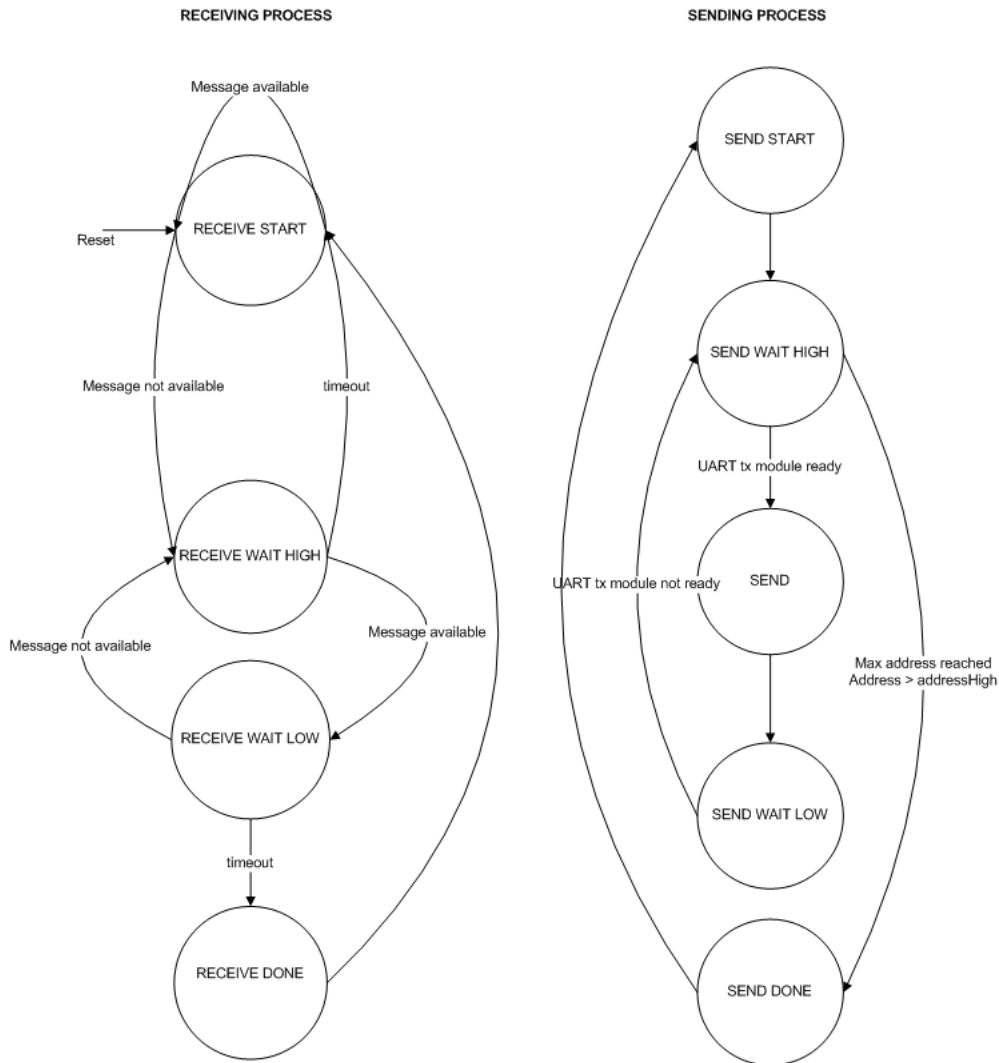 RECEIVING PROCESS
Message available
RECEIVE START
Reset
Message not available
timeout
RECEIVE WAIT HIGH
Message not available
Message available
RECEIVE WAIT LOW
timeout
RECEIVE DONE
SENDING PROCESS
SEND START
SEND WAIT HIGH
UART tx module ready
SEND
UART tx module not ready
Max address reached
Address > addressHigh
SEND WAIT LOW
SEND DONE